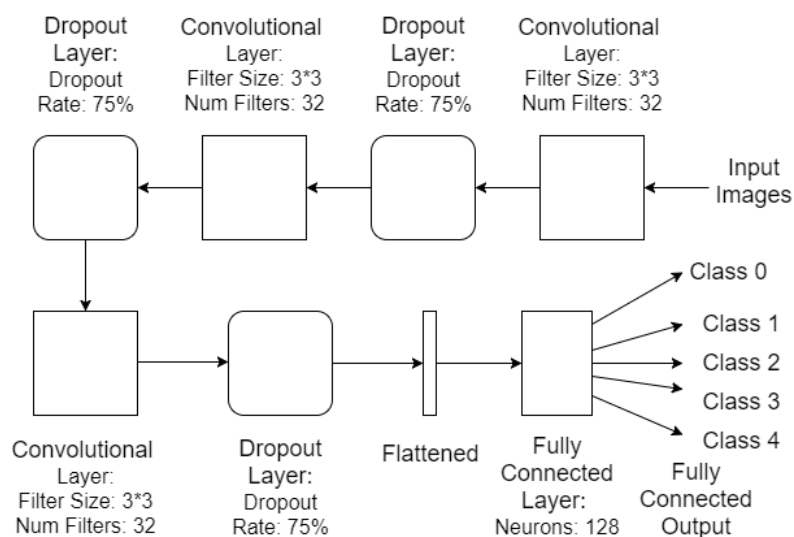 Dropout
Layer:
Dropout
Rate: 75%
Convolutional
Layer:
Filter Size: 3*3
Num Filters: 32
Dropout
Layer:
Dropout
Rate: 75%
Convolutional
Layer:
Filter Size: 3*3
Num Filters: 32
Input
Images
Class 0
Class 1
Class 2
Class 3
Class 4
Convolutional
Layer:
Filter Size: 3*3
Num Filters: 32
Dropout
Layer:
Dropout
Rate: 75%
Flattened
Fully
Connected
Layer:
Neurons: 128
Fully
Connected
Output